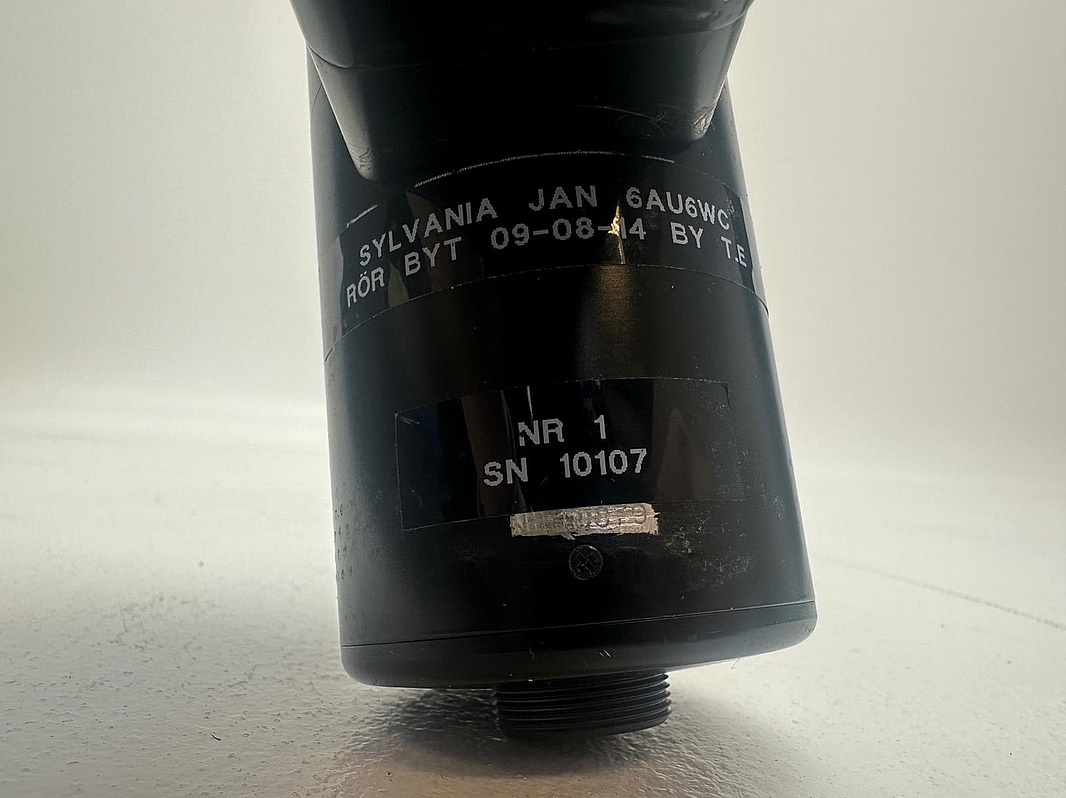 SYLVANIA JAN 6AU6WC
RÖR BYT 09-08-14 BY T.E
NR 1
SN 10107